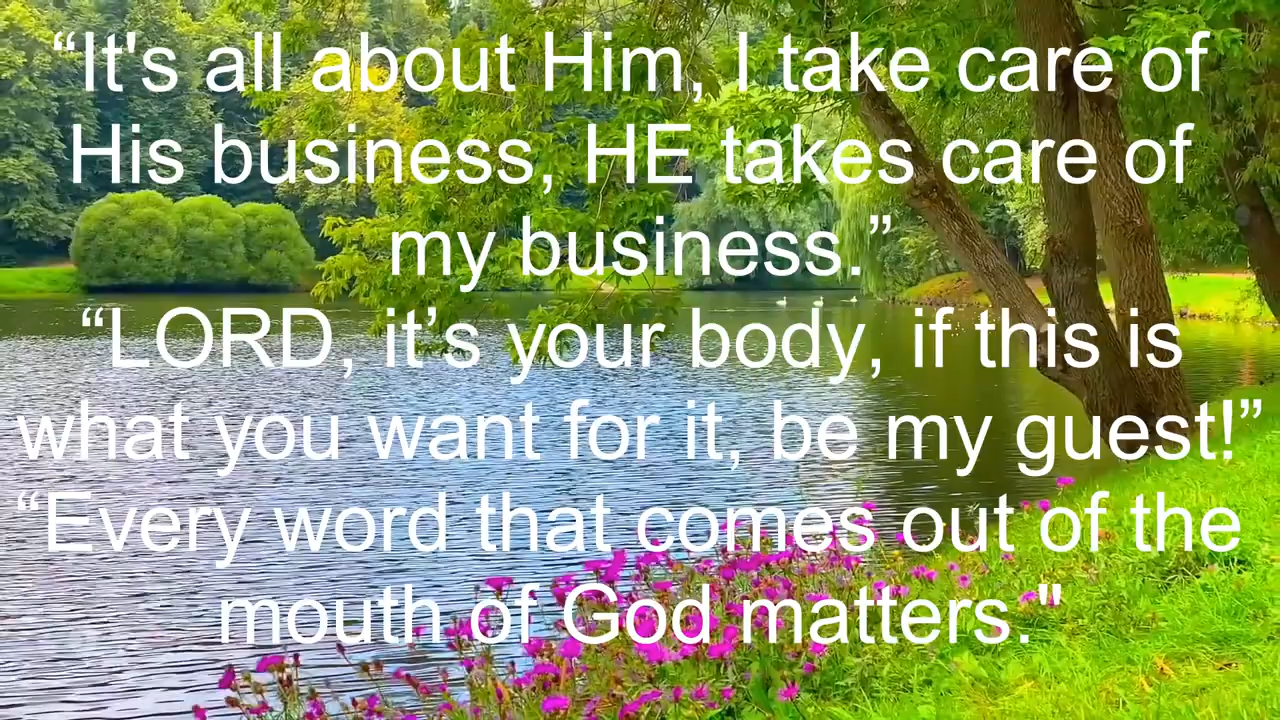 “It's all about Him, I take care of
His business, HE takes care of
my business.”
“LORD, it’s your body, if this is
what you want for it, be my guest!”
“Every word that comes out of the
mouth of God matters."